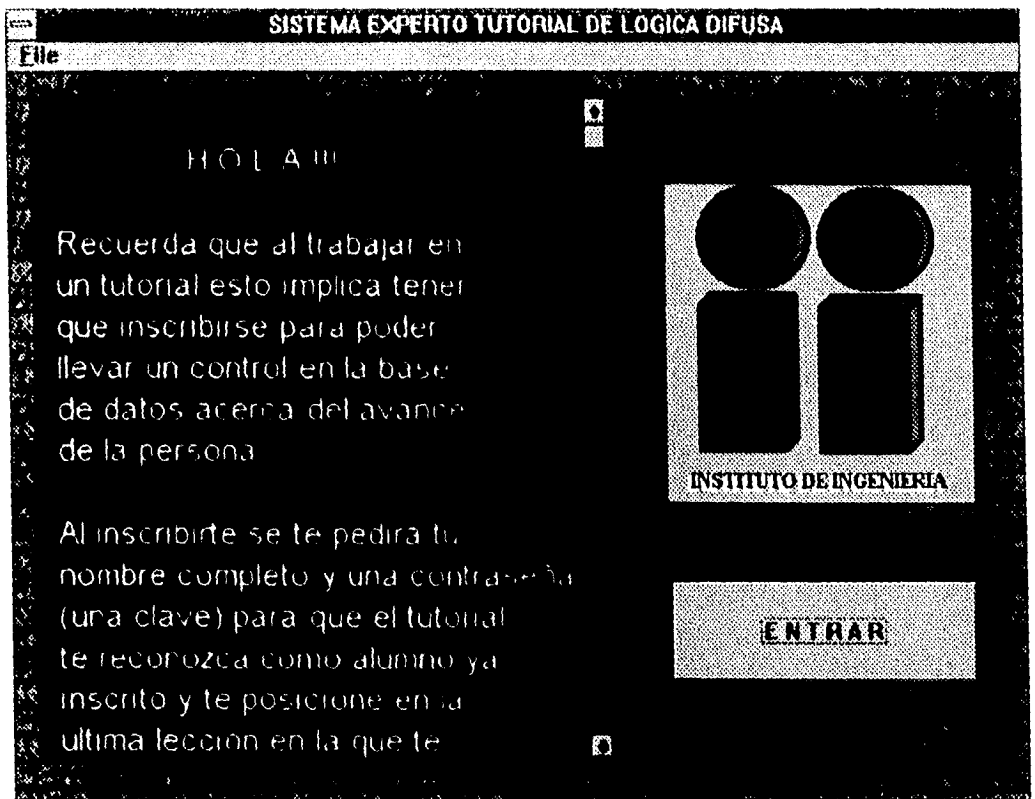 SISTEMA EXPERTO TUTORIAL DE LOGICA DIFUSA
File
H O L A !!!
Recuerda que al trabajar en
un tutorial esto implica tener
que inscribirse para poder
llevar un control en la base
de datos acerca del avance
de la persona
Al inscribirte se te pedira tu
nombre completo y una contraseña
(una clave) para que el tutorial
te reconozca como alumno ya
inscrito y te posicione en la
ultima leccion en la que te
INSTITUTO DE INGENIERIA
E N T R A R